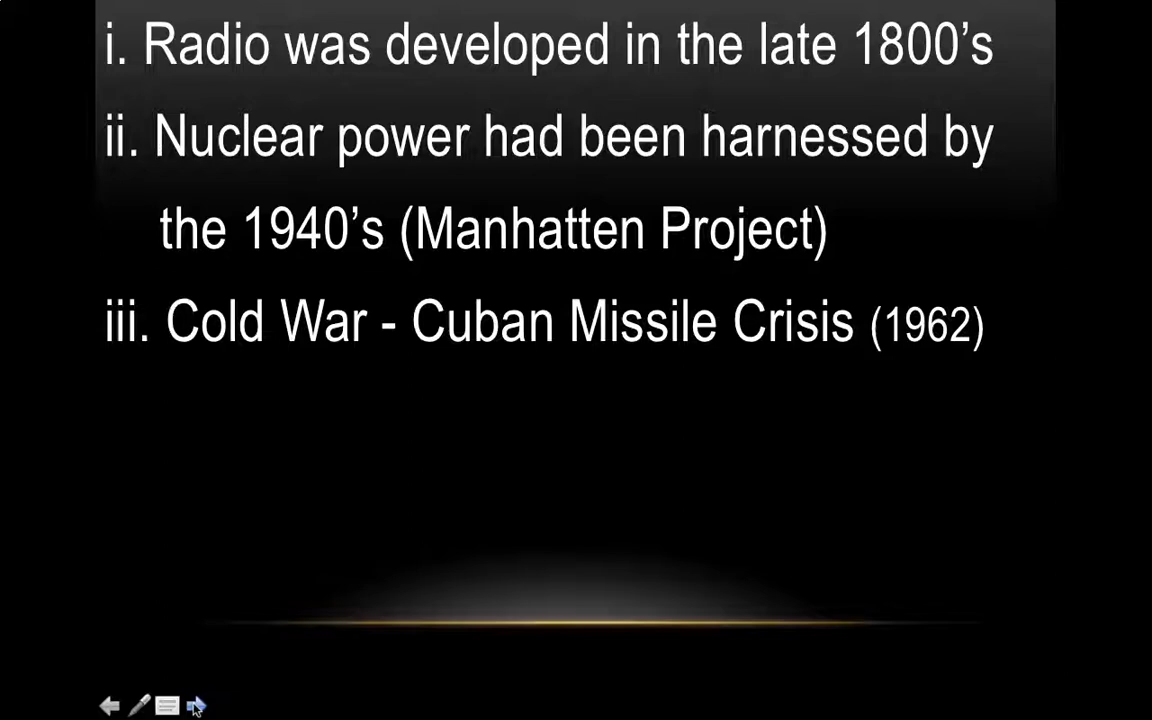 i. Radio was developed in the late 1800’s
ii. Nuclear power had been harnessed by
the 1940’s (Manhatten Project)
iii. Cold War - Cuban Missile Crisis (1962)